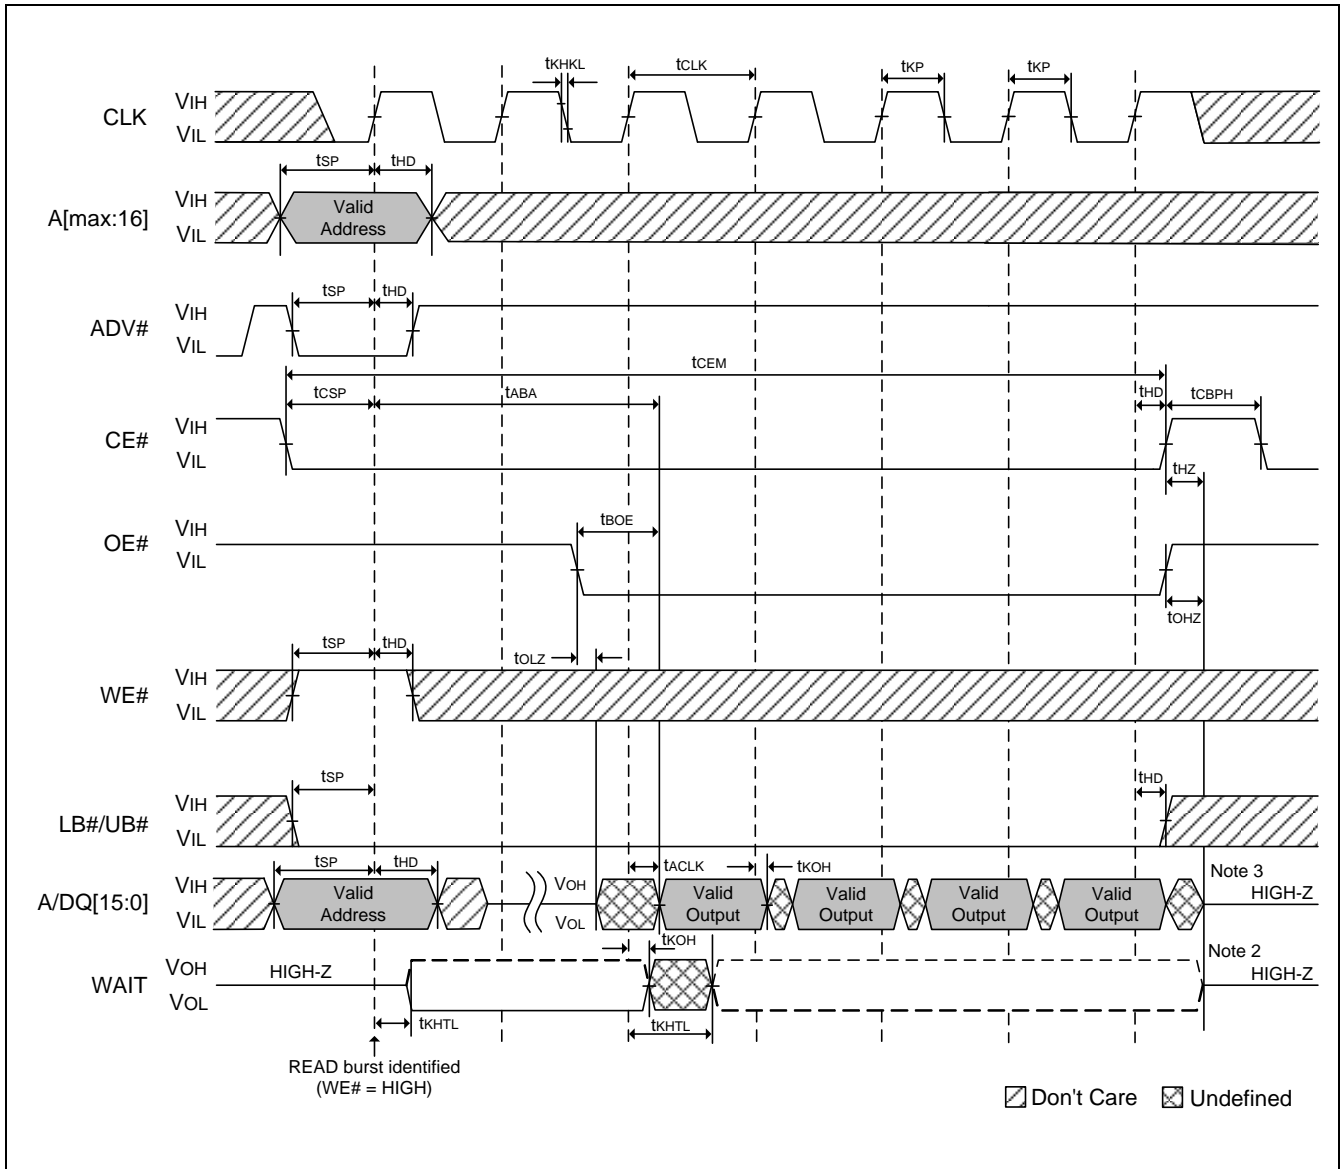 tKHKL tCLK tKP tKP
CLK VIH
VIL
tSP tHD
A[max:16] VIH
VIL
Valid
Address
tSP tHD
ADV# VIH
VIL
tCEM
tCSP tABA tHD tCBPH
CE# VIH
VIL
tHZ
tBOE
OE# VIH
VIL
tOHZ
tSP tHD
tOLZ
WE# VIH
VIL
tSP tHD
LB#/UB# VIH
VIL
tSP tHD tACLK tKOH
A/DQ[15:0] VIH
VIL
Valid
Address
VOH
VOL
Valid
Output
Valid
Output
Valid
Output
Valid
Output
Note 3
HIGH-Z
tKOH
WAIT VOH
VOL
HIGH-Z
Note 2
HIGH-Z
tKHTL tKHTL
READ burst identified
(WE# = HIGH)
Don't Care Undefined